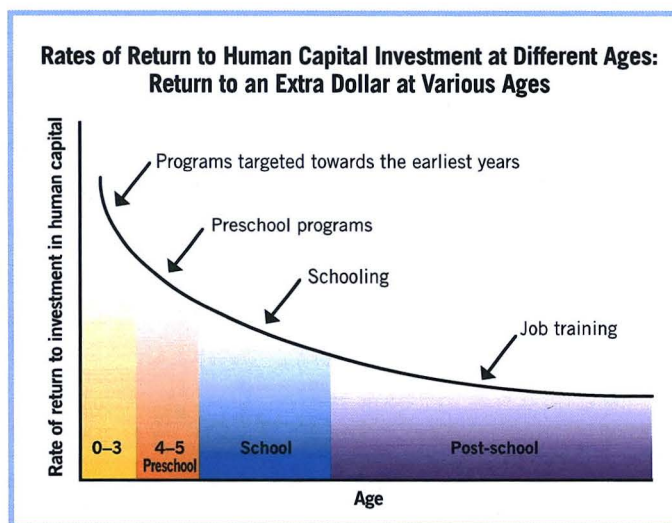 Rates of Return to Human Capital Investment at Different Ages:
Return to an Extra Dollar at Various Ages
Rate of return to investment in human capital
Programs targeted towards the earliest years
Preschool programs
Schooling
Job training
0–3
4–5
Preschool
School
Post-school
Age